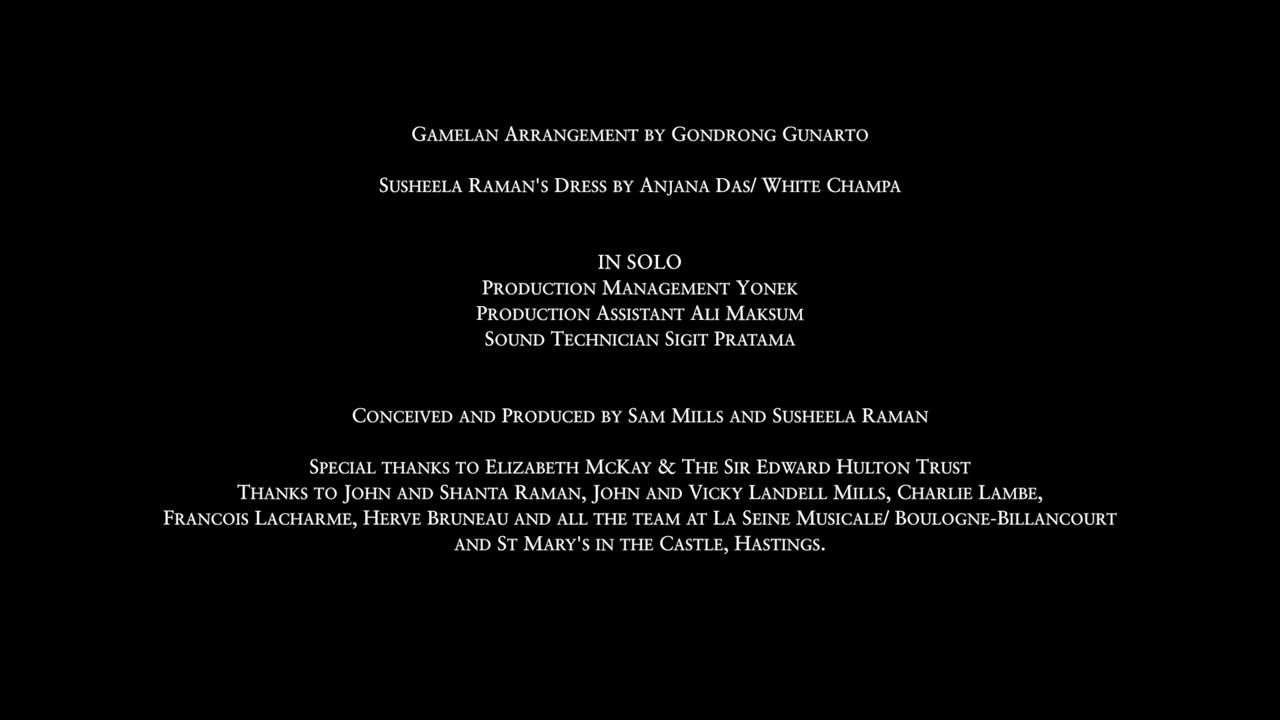 Gamelan Arrangement by Gondrong Gunarto
Susheela Raman's Dress by Anjana Das/ White Champa
IN SOLO
Production Management Yonek
Production Assistant Ali Maksum
Sound Technician Sigit Pratama
Conceived and Produced by Sam Mills and Susheela Raman
Special thanks to Elizabeth McKay & The Sir Edward Hulton Trust
Thanks to John and Shanta Raman, John and Vicky Landell Mills, Charlie Lambe,
Francois Lacharme, Herve Bruneau and all the team at La Seine Musicale/ Boulogne-Billancourt
and St Mary's in the Castle, Hastings.